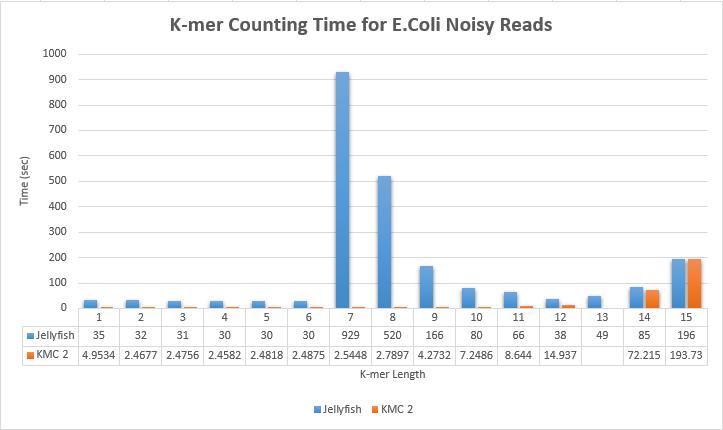 K-mer Counting Time for E.Coli Noisy Reads
1000
900
800
700
600
500
400
300
200
100
0
Time (sec)
1 2 3 4 5 6 7 8 9 10 11 12 13 14 15
Jellyfish 35 32 31 30 30 30 929 520 166 80 66 38 49 85 196
KMC 2 4.9534 2.4677 2.4756 2.4582 2.4818 2.4875 2.5448 2.7897 4.2732 7.2486 8.644 14.937 72.215 193.73
K-mer Length
Jellyfish KMC 2